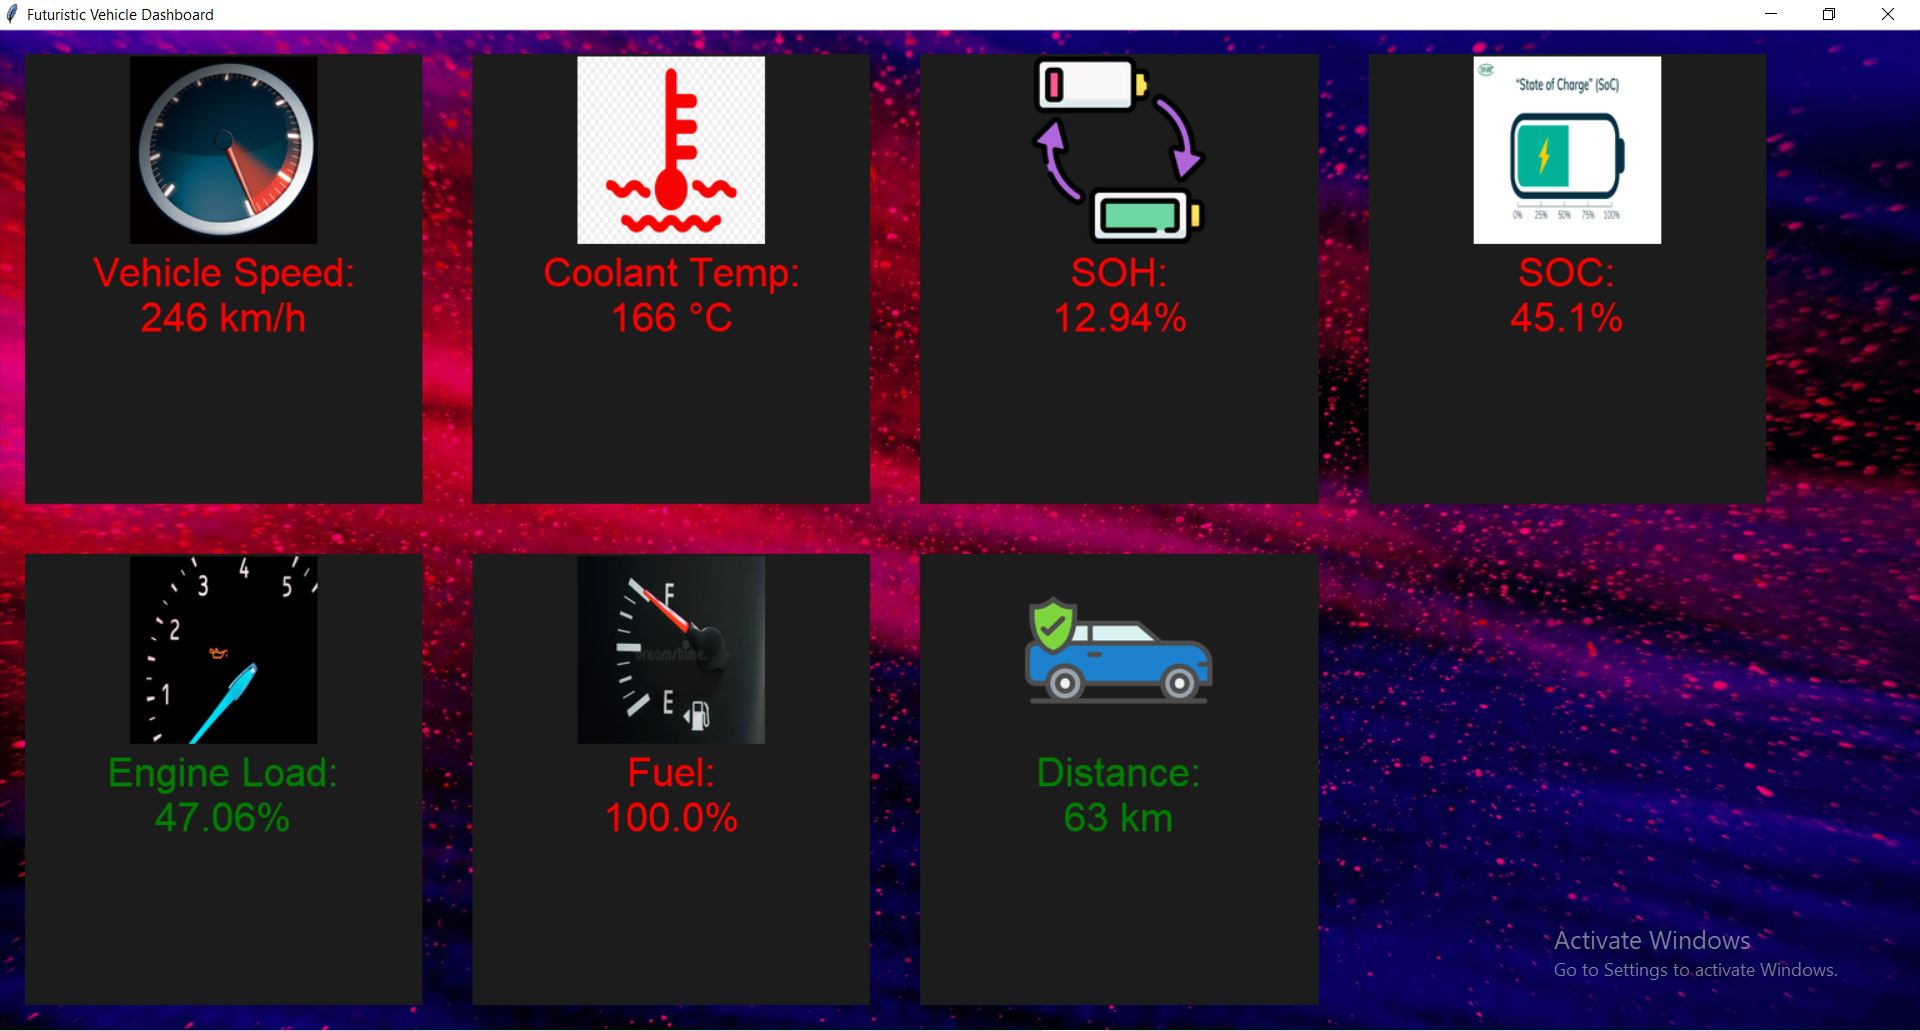 Futuristic Vehicle Dashboard
Vehicle Speed:
246 km/h
Coolant Temp:
166 °C
SOH:
12.94%
"State of Charge" (SoC)
0% 25% 50% 75% 100%
SOC:
45.1%
1 2 3 4 5
Engine Load:
47.06%
F
dreamstime.
E
Fuel:
100.0%
Distance:
63 km
Activate Windows
Go to Settings to activate Windows.